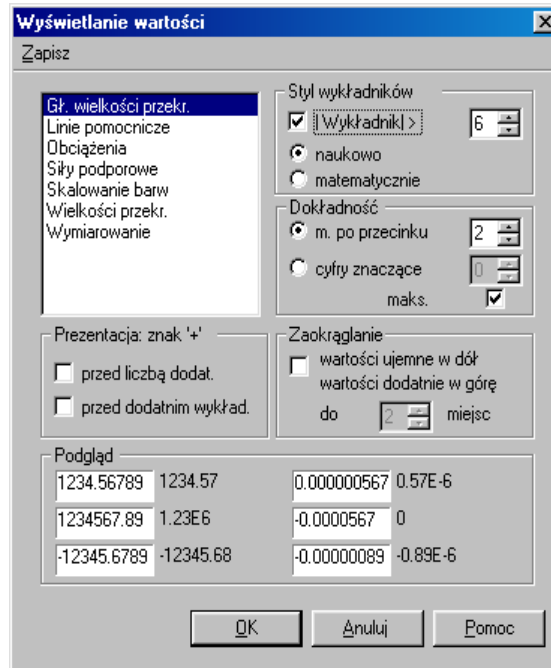 Wyświetlanie wartości
Zapisz
Gł. wielkości przekr.
Linie pomocnicze
Obciążenia
Siły podporowe
Skalowanie barw
Wielkości przekr.
Wymiarowanie
Styl wykładników
|Wykładnik| > 6
naukowo
matematycznie
Dokładność
m. po przecinku 2
cyfry znaczące 0
maks.
Prezentacja: znak '+'
przed liczbą dodat.
przed dodatnim wykład.
Zaokrąglanie
wartości ujemne w dół
wartości dodatnie w górę
do 2 miejsc
Podgląd
1234.56789 1234.57 0.000000567 0.57E-6
1234567.89 1.23E6 -0.0000567 0
-12345.6789 -12345.68 -0.00000089 -0.89E-6
OK Anuluj Pomoc